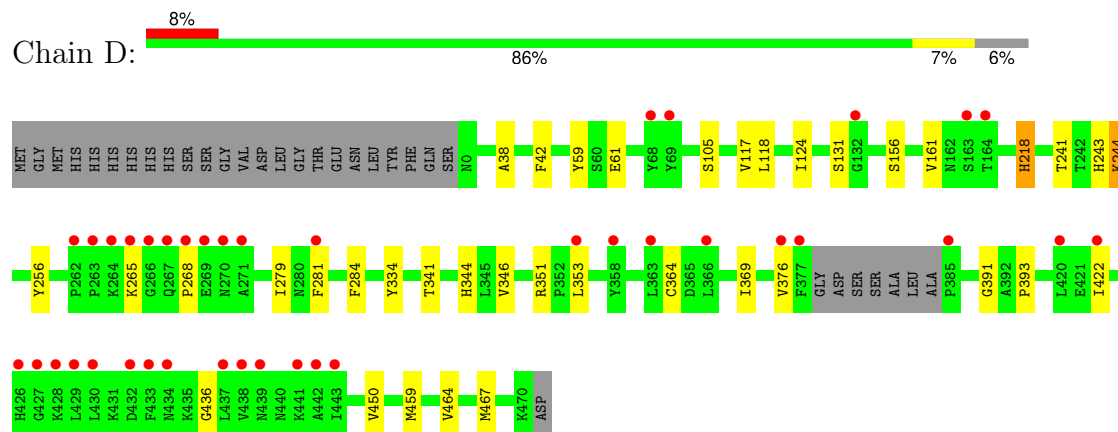 8%
Chain D:
86% 7% 6%
MET GLY MET HIS HIS HIS HIS HIS HIS SER SER GLY VAL ASP LEU GLY THR GLU ASN LEU TYR PHE GLN SER N0 A38 F42 Y59 S60 E61 Y68 Y69 S105 V117 L118 I124 S131 G132 S156 V161 N162 S163 T164 H218 T241 T242 H243 K244
Y256 P262 P263 K264 K265 G266 Q267 P268 E269 N270 A271 I279 N280 F281 F284 Y334 T341 H344 L345 V346 R351 P352 L353 Y358 L363 C364 D365 L366 I369 V376 F377 GLY ASP SER SER ALA LEU ALA P385 G391 A392 P393 L420 E421 I422
H426 G427 K428 L429 L430 K431 D432 F433 N434 K435 G436 L437 V438 N439 N440 K441 A442 I443 V450 M459 V464 M467 K470 ASP